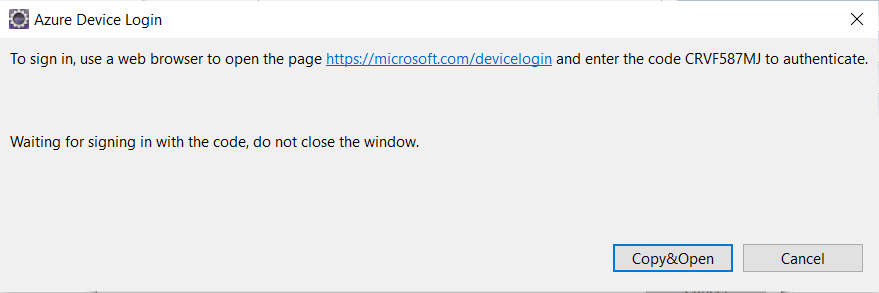 Azure Device Login
To sign in, use a web browser to open the page https://microsoft.com/devicelogin and enter the code CRVF587MJ to authenticate.
Waiting for signing in with the code, do not close the window.
Copy&Open
Cancel